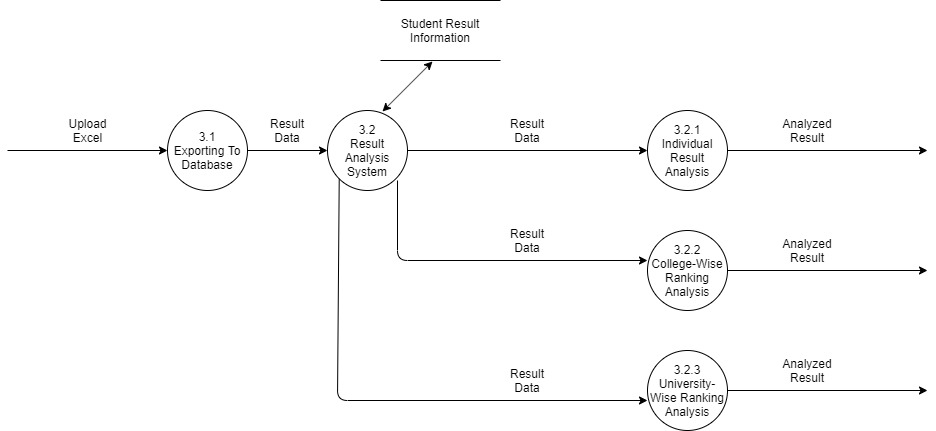 Student Result
Information
Upload
Excel
3.1
Exporting To
Database
Result
Data
3.2
Result
Analysis
System
Result
Data
3.2.1
Individual
Result
Analysis
Analyzed
Result
Result
Data
3.2.2
College-Wise
Ranking
Analysis
Analyzed
Result
Result
Data
3.2.3
University-
Wise Ranking
Analysis
Analyzed
Result